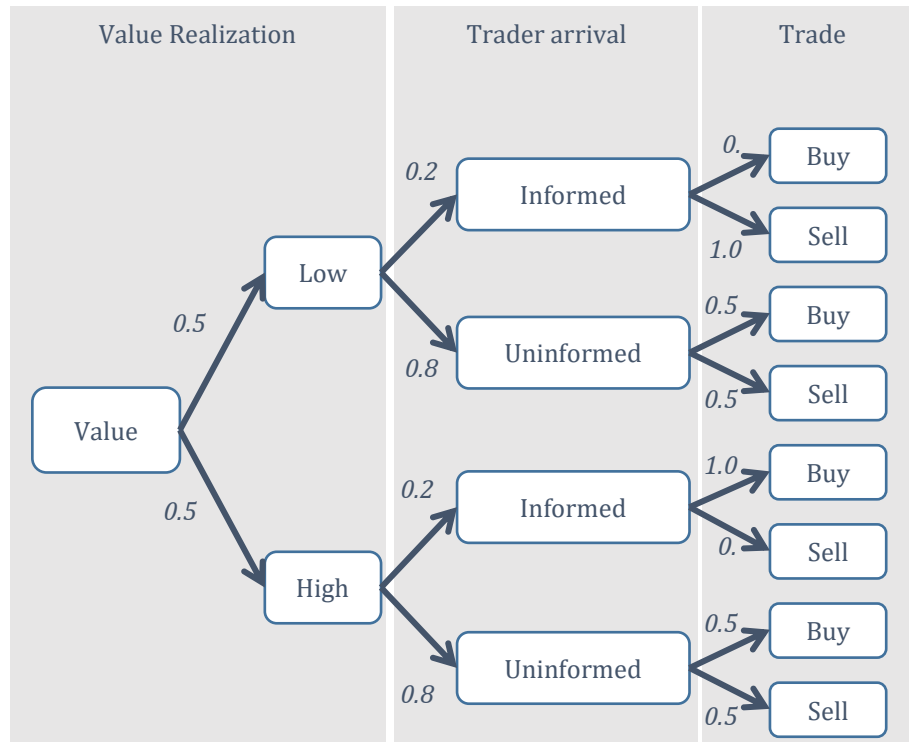 Value Realization
Trader arrival
Trade
0.
Buy
0.2
Informed
Sell
1.0
Low
0.5
Buy
0.5
Uninformed
0.8
Sell
0.5
Value
1.0
Buy
0.2
Informed
0.5
Sell
0.
High
0.5
Buy
Uninformed
0.8
Sell
0.5